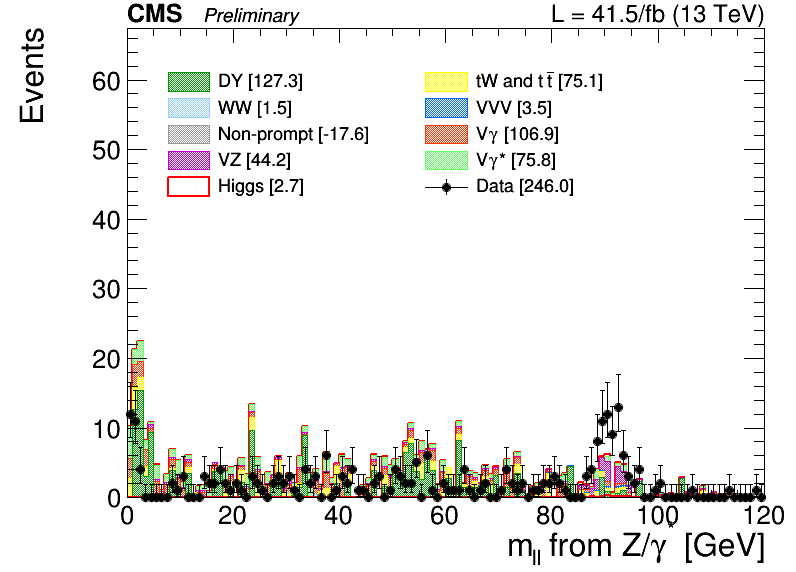 CMS Preliminary L = 41.5/fb (13 TeV)
Events
DY [127.3]
WW [1.5]
Non-prompt [-17.6]
VZ [44.2]
Higgs [2.7]
tW and tt̅ [75.1]
VVV [3.5]
Vγ [106.9]
Vγ* [75.8]
Data [246.0]
60
50
40
30
20
10
0
0 20 40 60 80 100 120
m_ll from Z/γ* [GeV]